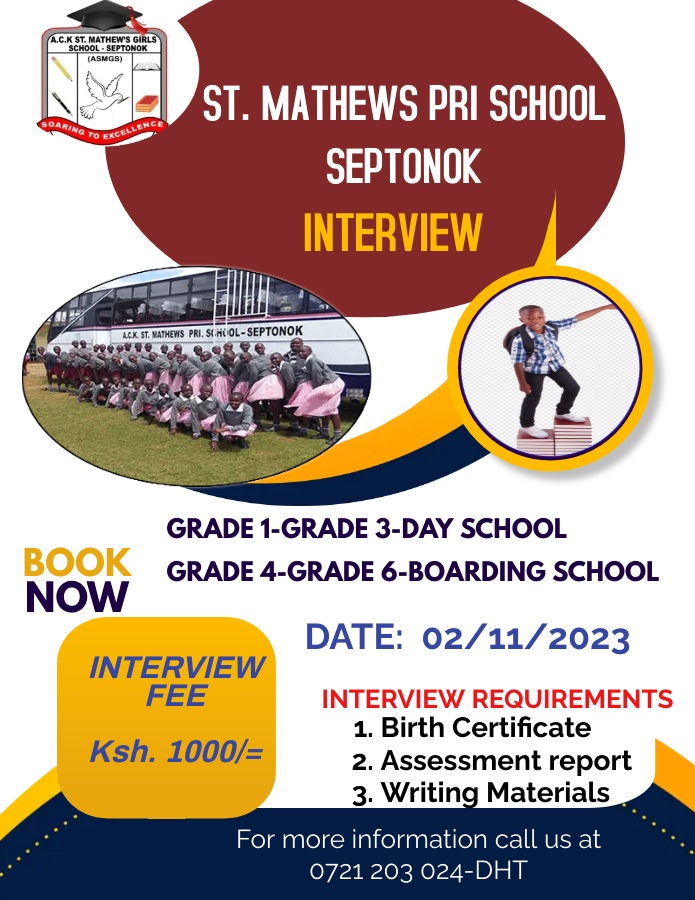 A.C.K ST. MATHEW'S GIRLS
SCHOOL - SEPTONOK
(ASMGS)
SOARING TO EXCELLENCE
ST. MATHEWS PRI SCHOOL
SEPTONOK
INTERVIEW
A.C.K. ST. MATHEWS PRI. SCHOOL-SEPTONOK
GRADE 1-GRADE 3-DAY SCHOOL
GRADE 4-GRADE 6-BOARDING SCHOOL
BOOK
NOW
DATE: 02/11/2023
INTERVIEW
FEE
Ksh. 1000/=
INTERVIEW REQUIREMENTS
1. Birth Certificate
2. Assessment report
3. Writing Materials
For more information call us at
0721 203 024-DHT